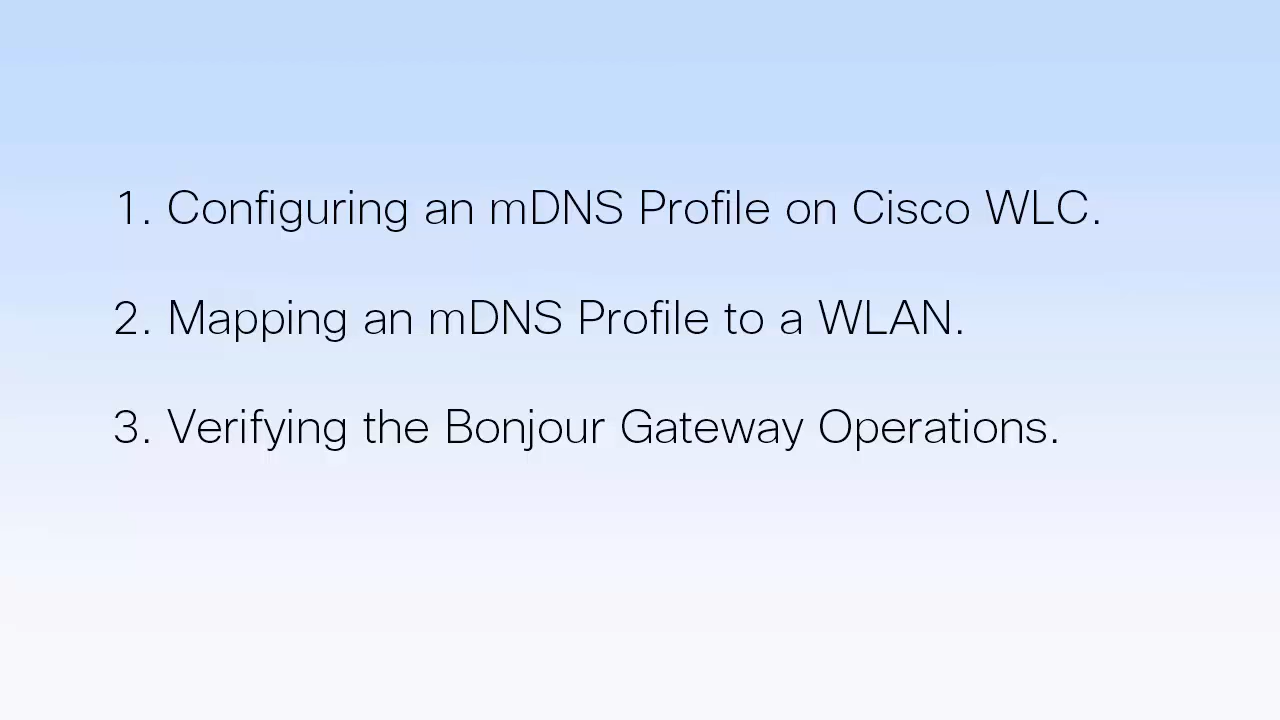 1. Configuring an mDNS Profile on Cisco WLC.
2. Mapping an mDNS Profile to a WLAN.
3. Verifying the Bonjour Gateway Operations.